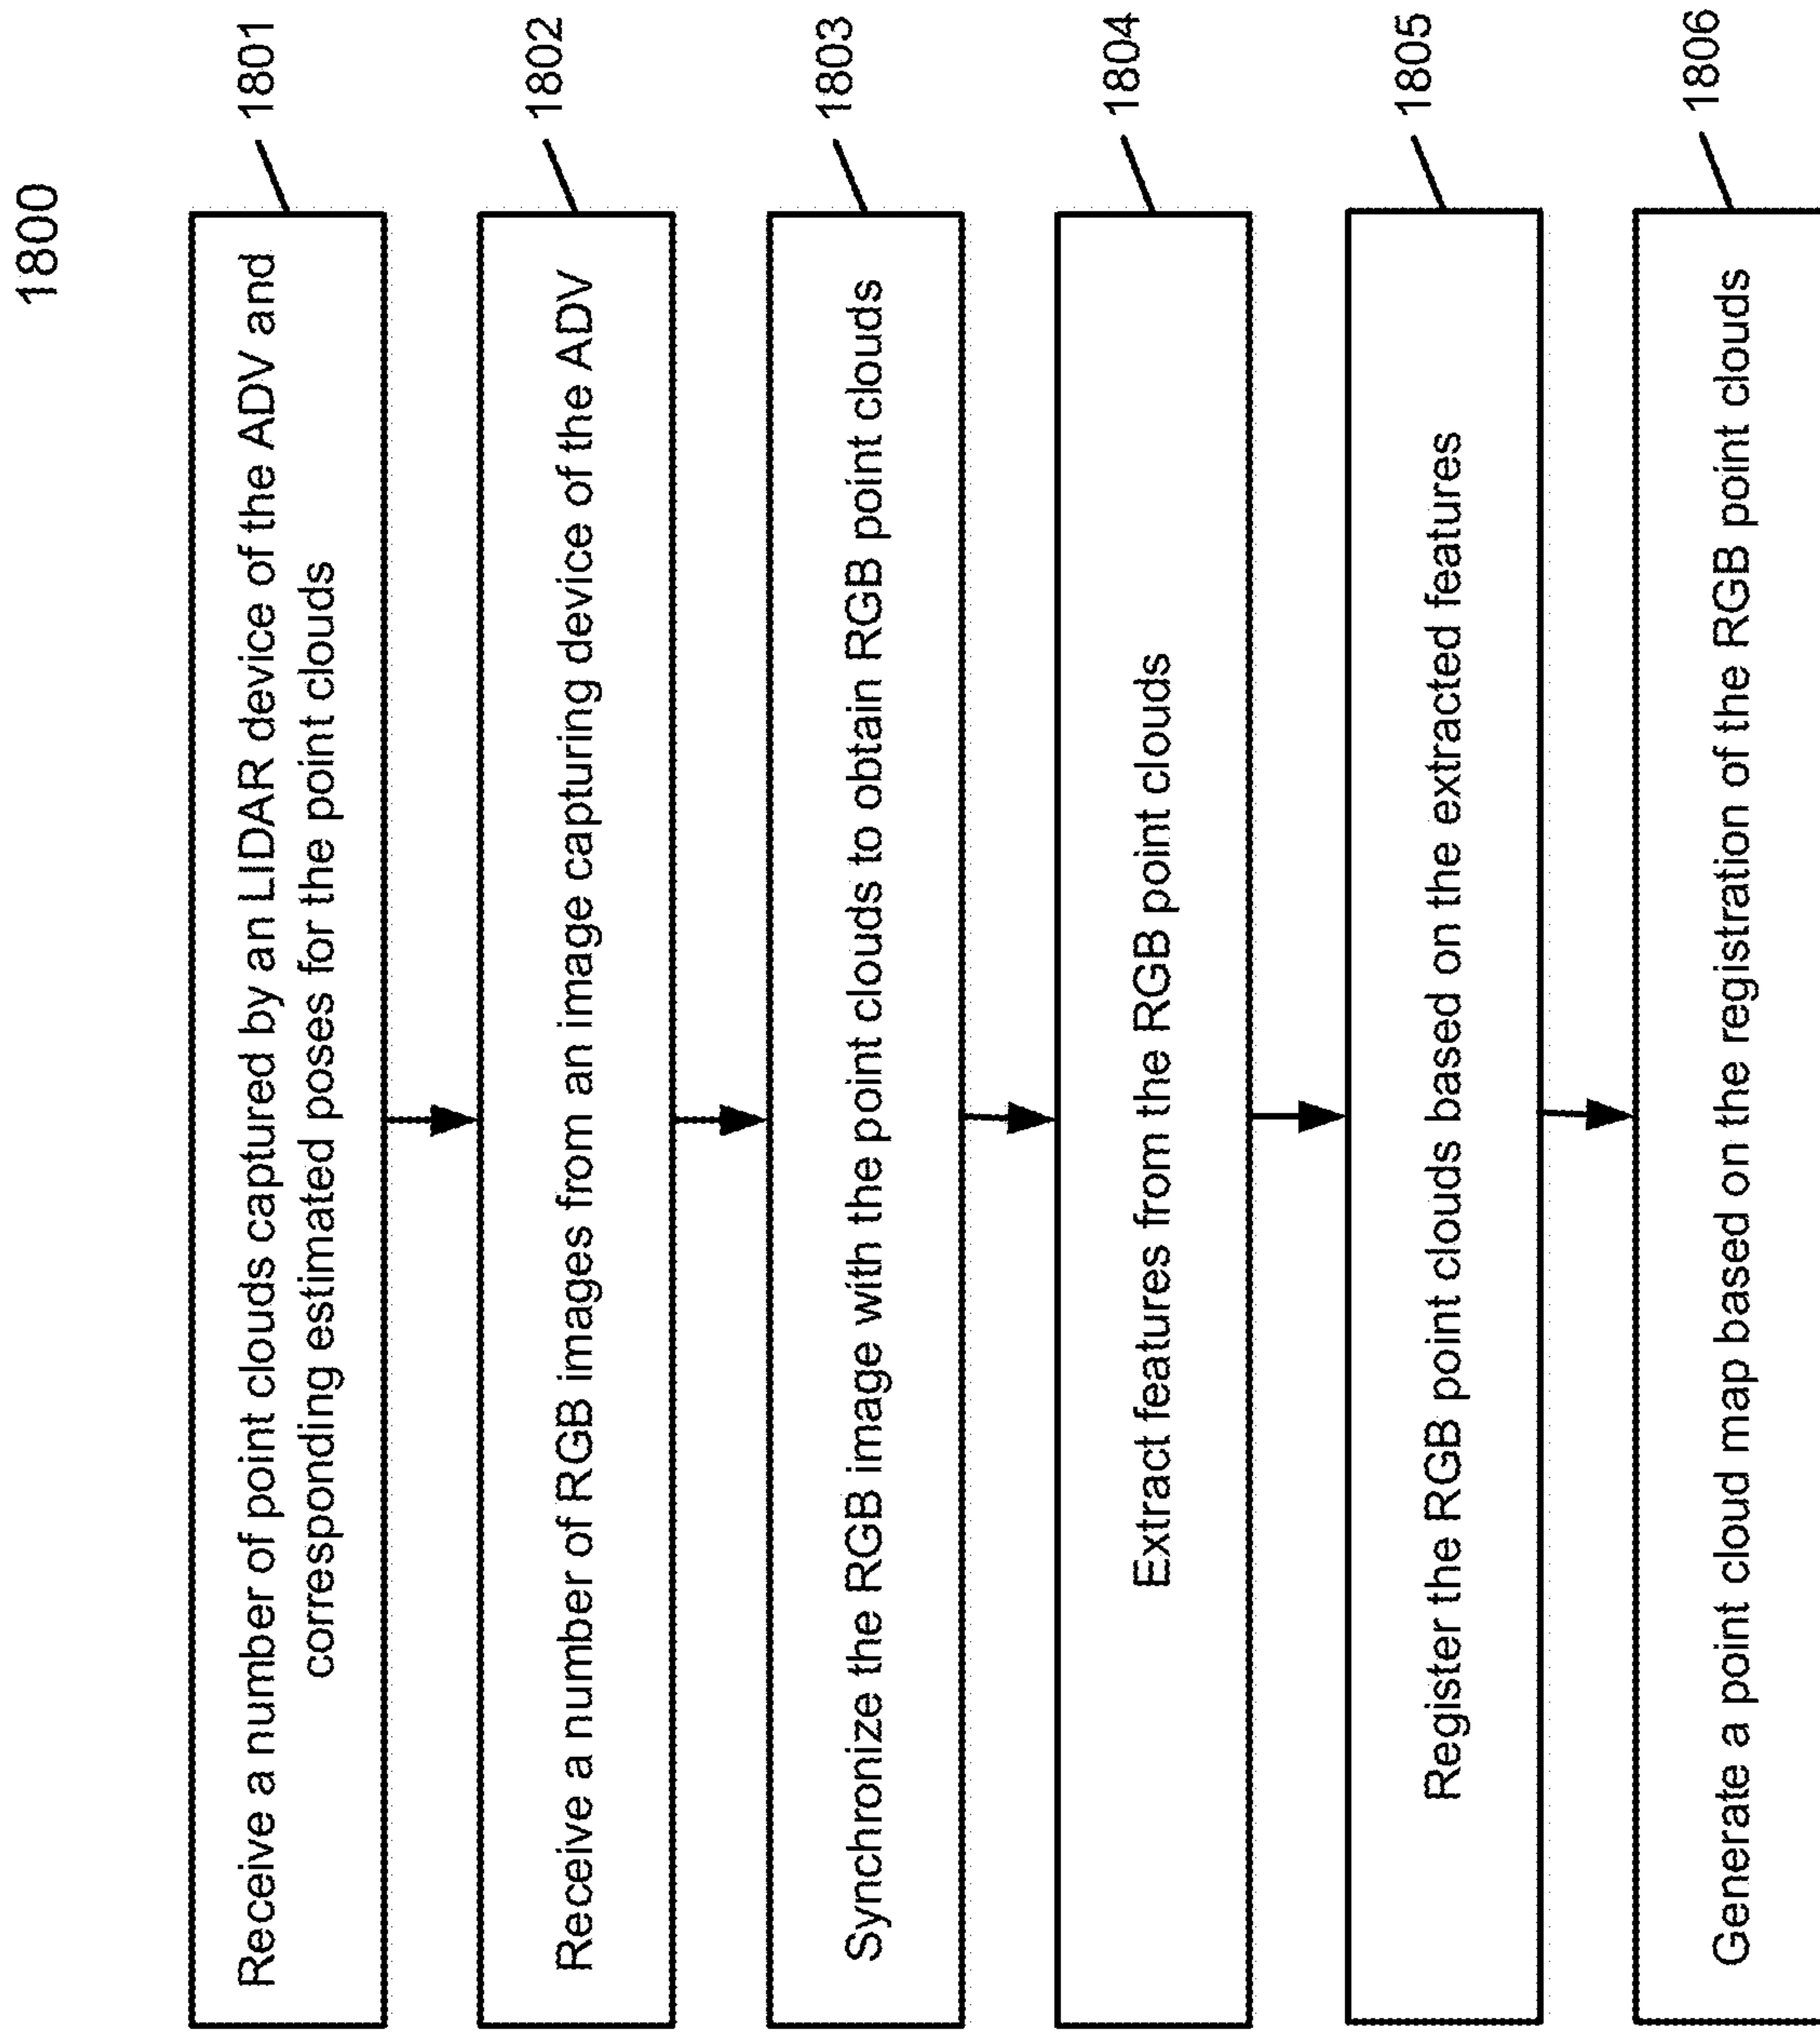 1800
Receive a number of point clouds captured by an LIDAR device of the ADV and
corresponding estimated poses for the point clouds
1801
Receive a number of RGB images from an image capturing device of the ADV
1802
Synchronize the RGB image with the point clouds to obtain RGB point clouds
1803
Extract features from the RGB point clouds
1804
Register the RGB point clouds based on the extracted features
1805
Generate a point cloud map based on the registration of the RGB point clouds
1806